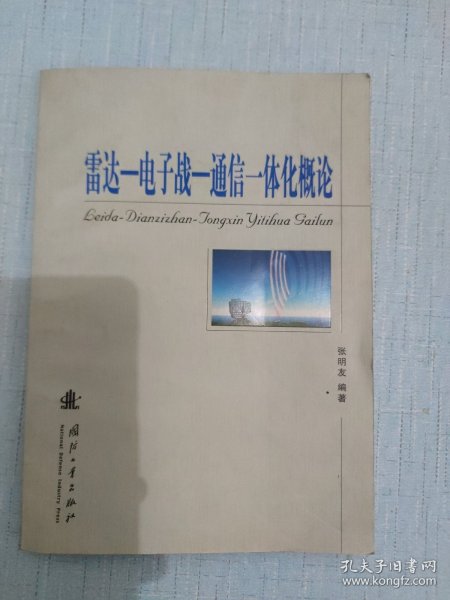 雷达—电子战—通信一体化概论
Leida-Dianzizhan-Tongxin Yitihua Gailun
张明友 编著
国防工业出版社
National Defense Industry Press
孔夫子旧书网
www.kongfz.com